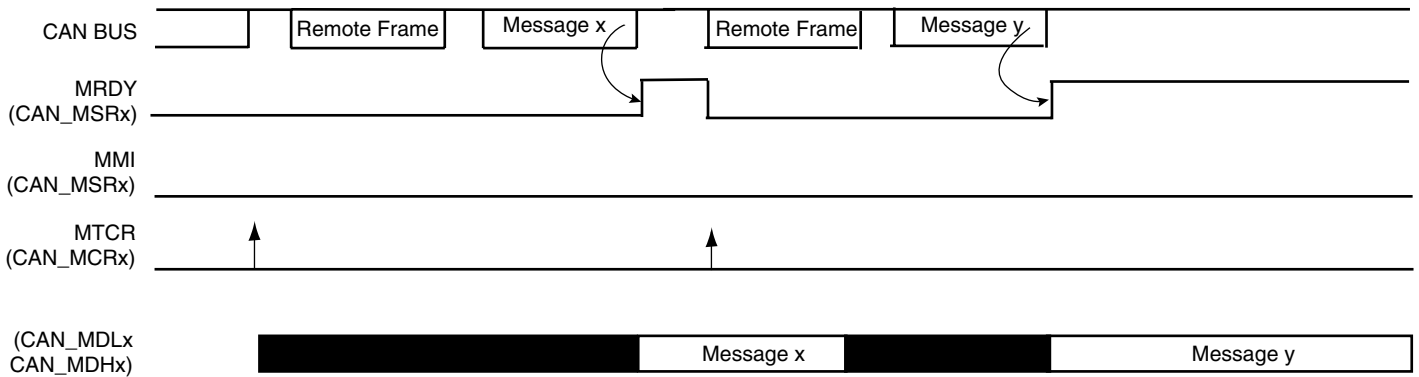 CAN BUS
Remote Frame
Message x
Remote Frame
Message y
MRDY
(CAN_MSRx)
MMI
(CAN_MSRx)
MTCR
(CAN_MCRx)
(CAN_MDLx
CAN_MDHx)
Message x
Message y